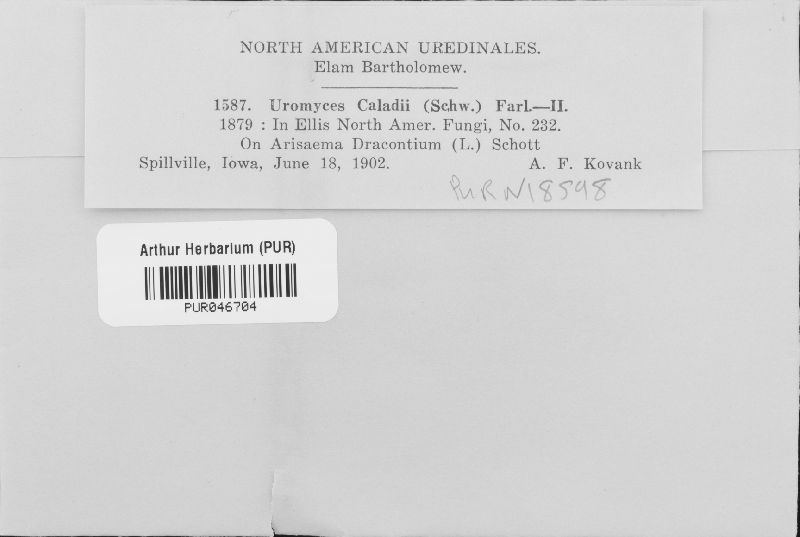 NORTH AMERICAN UREDINALES.
Elam Bartholomew.
1587. Uromyces Caladii (Schw.) Farl.—II.
1879 : In Ellis North Amer. Fungi, No. 232.
On Arisaema Dracontium (L.) Schott
Spillville, Iowa, June 18, 1902. A. F. Kovank
PUR N18598
Arthur Herbarium (PUR)
PUR046704